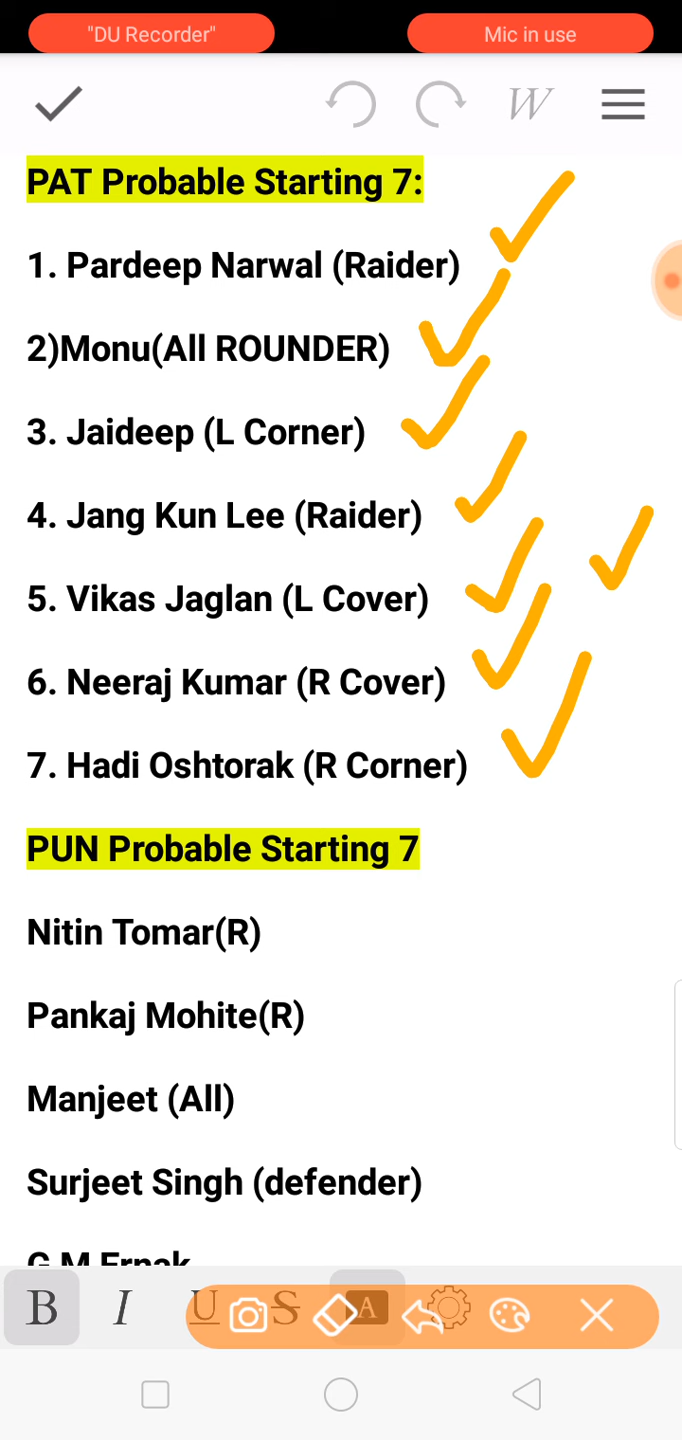 "DU Recorder" Mic in use
W
PAT Probable Starting 7:
1. Pardeep Narwal (Raider)
2)Monu(All ROUNDER)
3. Jaideep (L Corner)
4. Jang Kun Lee (Raider)
5. Vikas Jaglan (L Cover)
6. Neeraj Kumar (R Cover)
7. Hadi Oshtorak (R Corner)
PUN Probable Starting 7
Nitin Tomar(R)
Pankaj Mohite(R)
Manjeet (All)
Surjeet Singh (defender)
G M
B I U S A